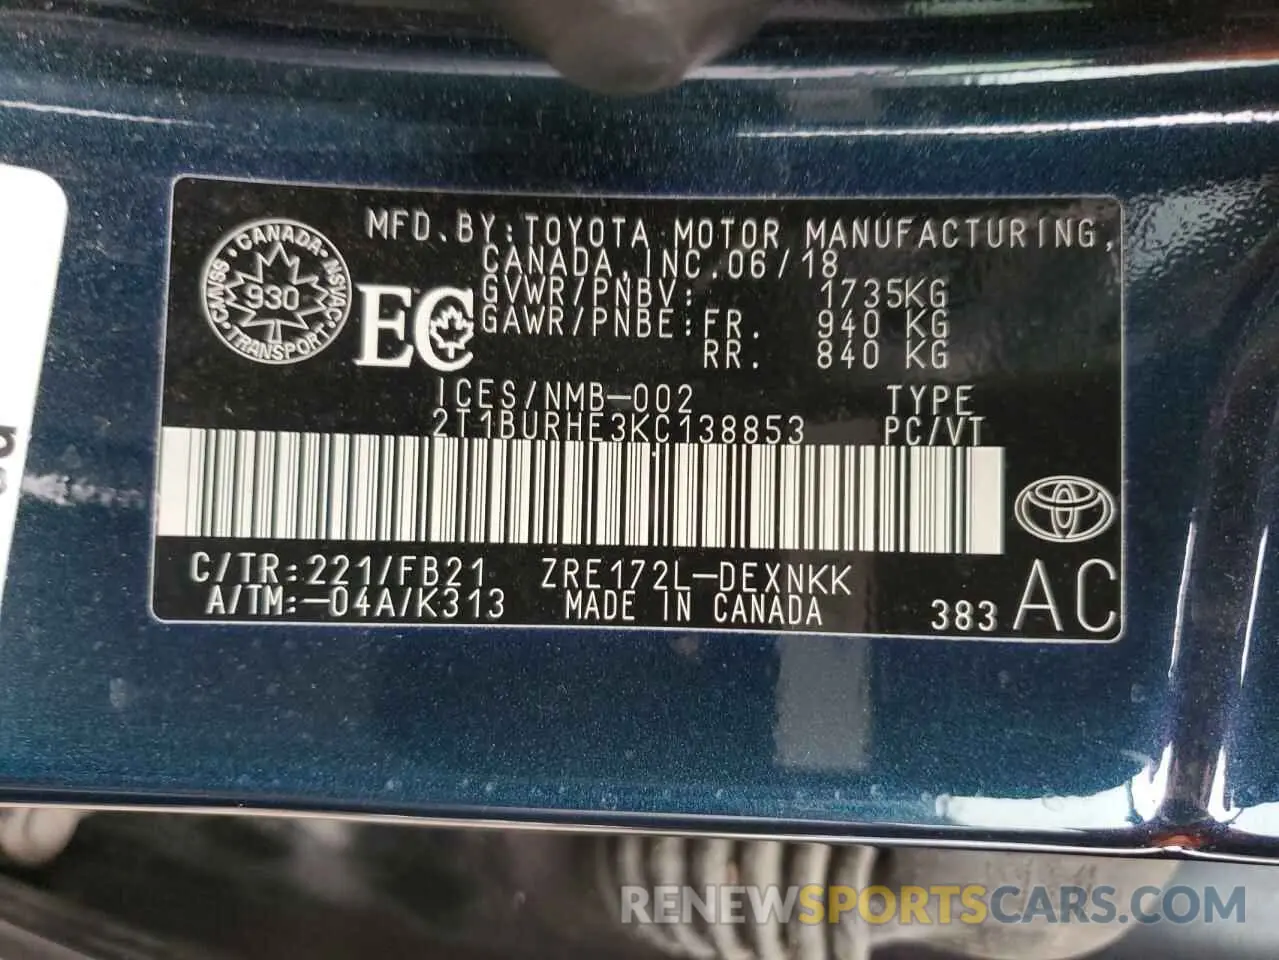 MFD. BY: TOYOTA MOTOR MANUFACTURING,
CANADA, INC. 06/18
GVWR/PNBV: 1735KG
GAWR/PNBE: FR. 940 KG
RR. 840 KG
CANADA
CMVSS 930 NSVAC
TRANSPORT
EC
ICES/NMB-002 TYPE
2T1BURHE3KC138853 PC/VT
C/TR: 221/FB21 ZRE172L-DEXNKK
A/TM: -04A/K313 MADE IN CANADA 383 AC
RENEWSPORTSCARS.COM